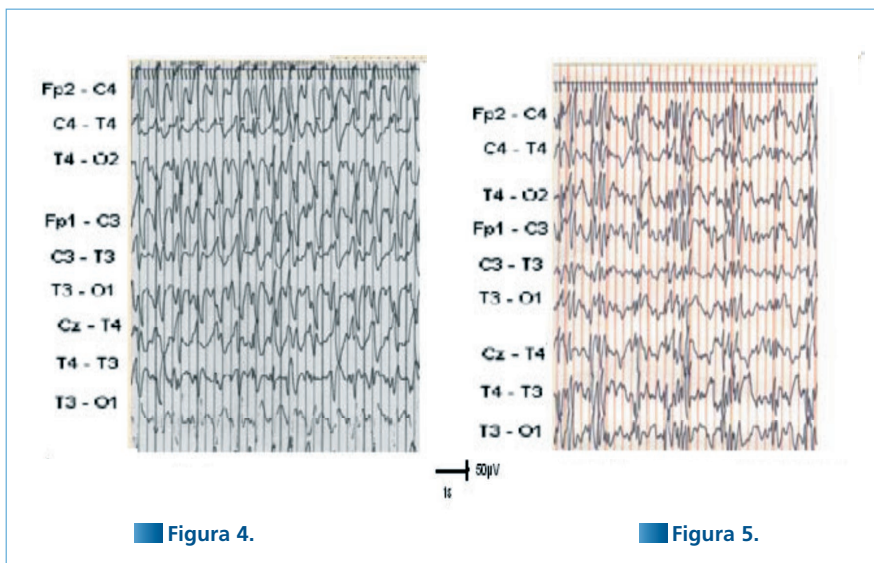 Fp2 - C4
C4 - T4
T4 - O2
Fp1 - C3
C3 - T3
T3 - O1
Cz - T4
T4 - T3
T3 - O1
Fp2 - C4
C4 - T4
T4 - O2
Fp1 - C3
C3 - T3
T3 - O1
Cz - T4
T4 - T3
T3 - O1
50µV
1s
Figura 4.
Figura 5.